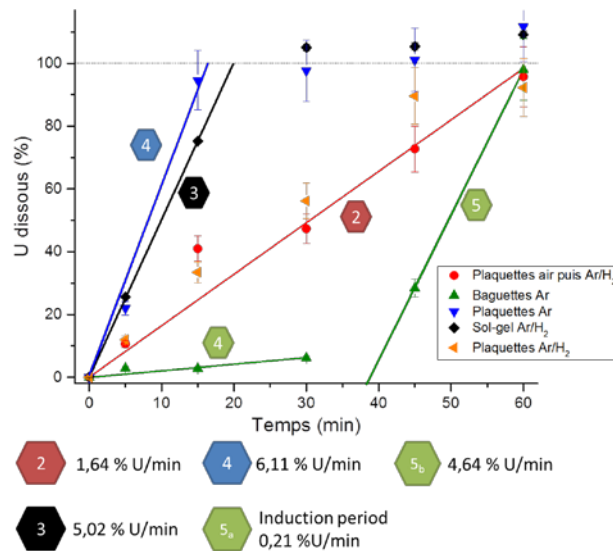 100
80
60
40
20
0
U dissous (%)
4
3
2
5
4
Plaquettes air puis Ar/H₂
Baguettes Ar
Plaquettes Ar
Sol-gel Ar/H₂
Plaquettes Ar/H₂
0 10 20 30 40 50 60
Temps (min)
2 1,64 % U/min 4 6,11 % U/min 5b 4,64 % U/min
3 5,02 % U/min 5a Induction period
0,21 %U/min